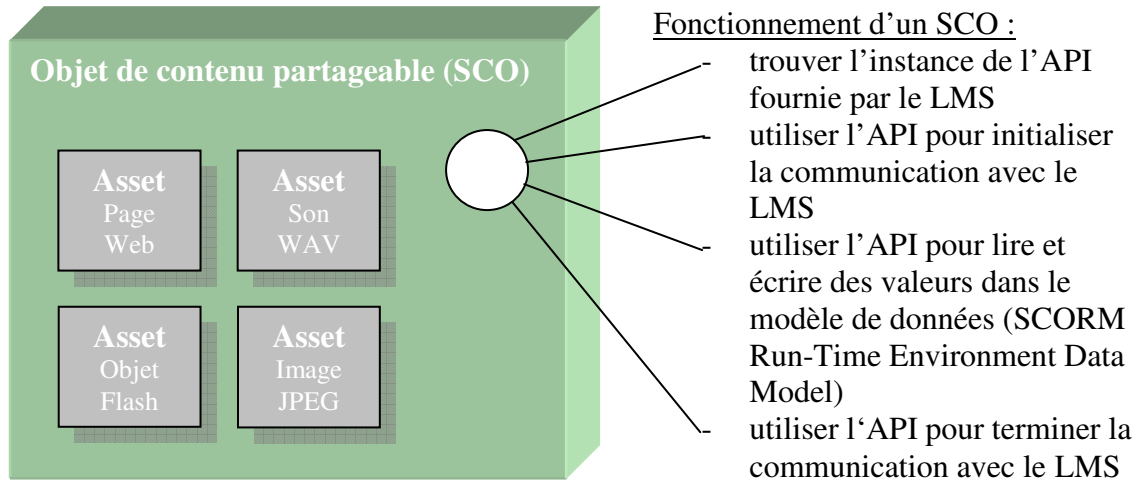 Objet de contenu partageable (SCO)
Asset
Page
Web
Asset
Son
WAV
Asset
Objet
Flash
Asset
Image
JPEG
Fonctionnement d’un SCO :
- trouver l’instance de l’API
fournie par le LMS
- utiliser l’API pour initialiser
la communication avec le
LMS
- utiliser l’API pour lire et
écrire des valeurs dans le
modèle de données (SCORM
Run-Time Environment Data
Model)
- utiliser l‘API pour terminer la
communication avec le LMS